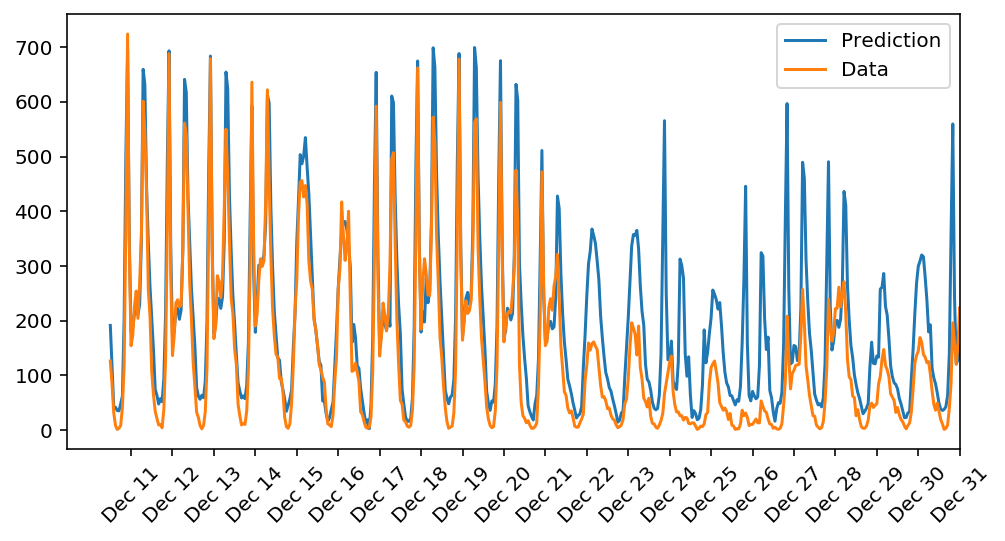 700
600
500
400
300
200
100
0
Prediction
Data
Dec 11
Dec 12
Dec 13
Dec 14
Dec 15
Dec 16
Dec 17
Dec 18
Dec 19
Dec 20
Dec 21
Dec 22
Dec 23
Dec 24
Dec 25
Dec 26
Dec 27
Dec 28
Dec 29
Dec 30
Dec 31